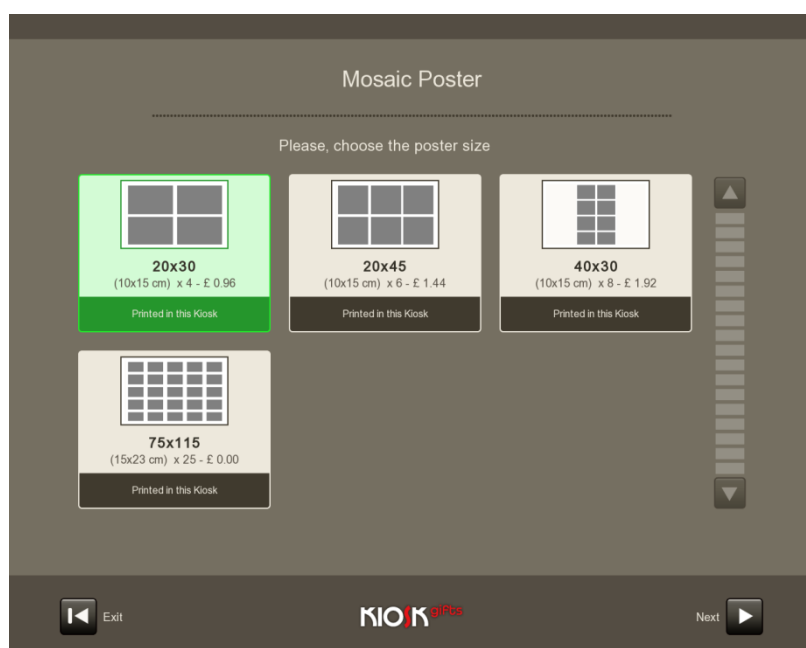 Mosaic Poster
Please, choose the poster size
20x30
(10x15 cm) x 4 - £ 0.96
Printed in this Kiosk
20x45
(10x15 cm) x 6 - £ 1.44
Printed in this Kiosk
40x30
(10x15 cm) x 8 - £ 1.92
Printed in this Kiosk
75x115
(15x23 cm) x 25 - £ 0.00
Printed in this Kiosk
Exit
KIOSK gifts
Next